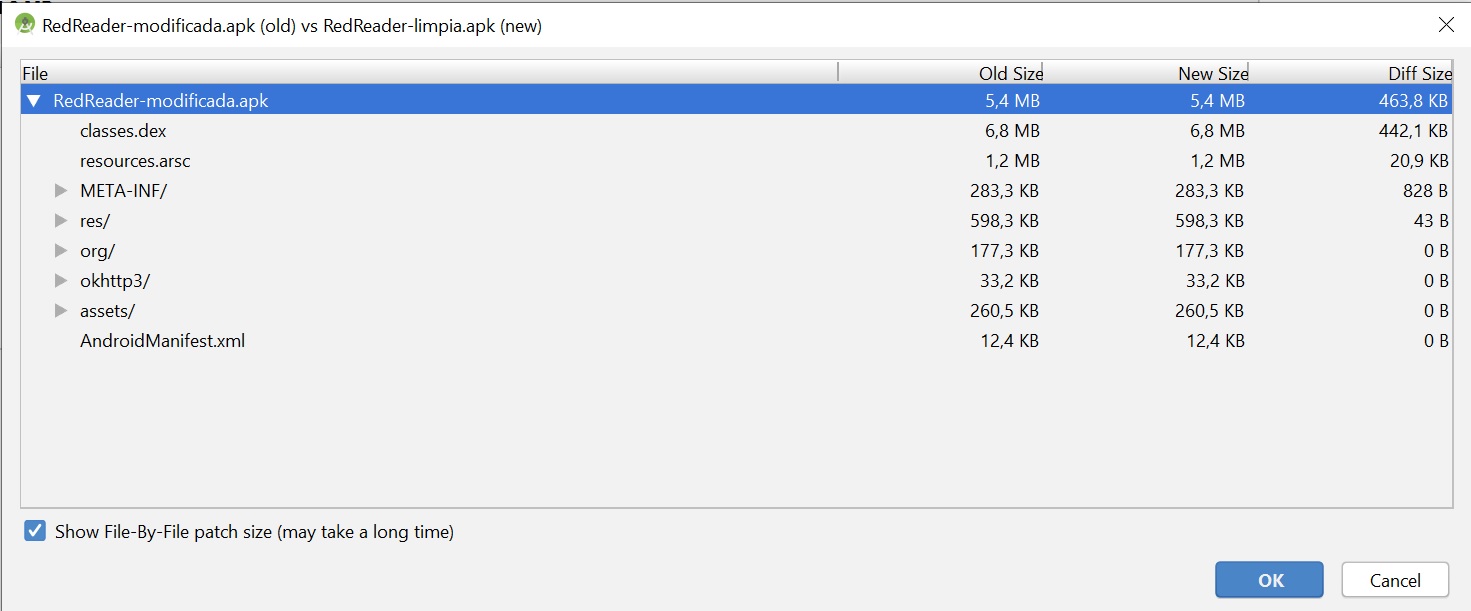 RedReader-modificada.apk (old) vs RedReader-limpia.apk (new)
File Old Size New Size Diff Size
RedReader-modificada.apk 5,4 MB 5,4 MB 463,8 KB
classes.dex 6,8 MB 6,8 MB 442,1 KB
resources.arsc 1,2 MB 1,2 MB 20,9 KB
META-INF/ 283,3 KB 283,3 KB 828 B
res/ 598,3 KB 598,3 KB 43 B
org/ 177,3 KB 177,3 KB 0 B
okhttp3/ 33,2 KB 33,2 KB 0 B
assets/ 260,5 KB 260,5 KB 0 B
AndroidManifest.xml 12,4 KB 12,4 KB 0 B
Show File-By-File patch size (may take a long time)
OK Cancel